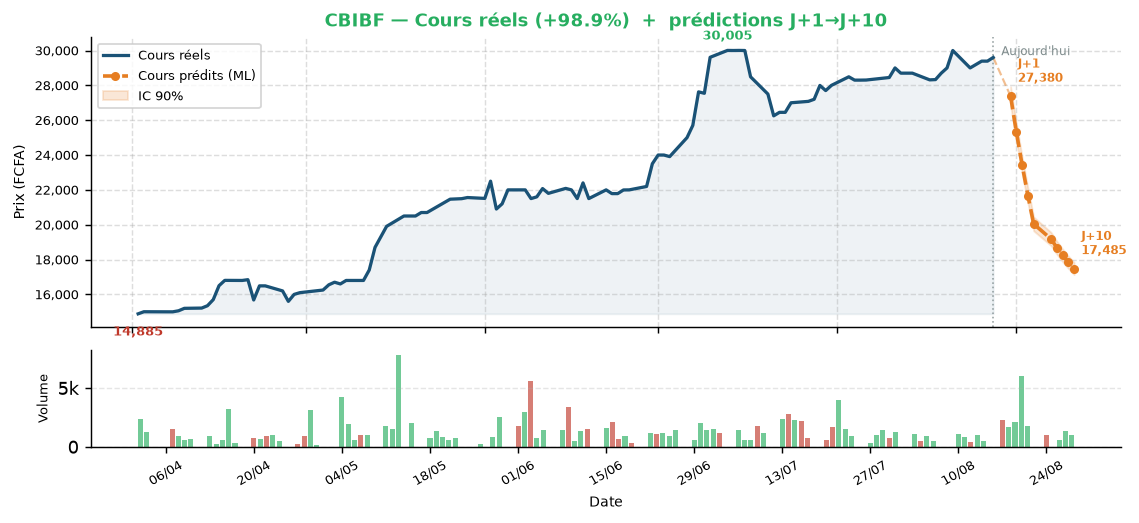 CBIBF — Cours réels (+98.9%)  +  prédictions J+1→J+10
30,005
Aujourd'hui
J+1
27,380
Cours réels
Cours prédits (ML)
IC 90%
30,000
28,000
26,000
24,000
22,000
20,000
18,000
16,000
Prix (FCFA)
J+10
17,485
14,885
Volume
5k
0
06/04
20/04
04/05
18/05
01/06
15/06
29/06
13/07
27/07
10/08
24/08
Date